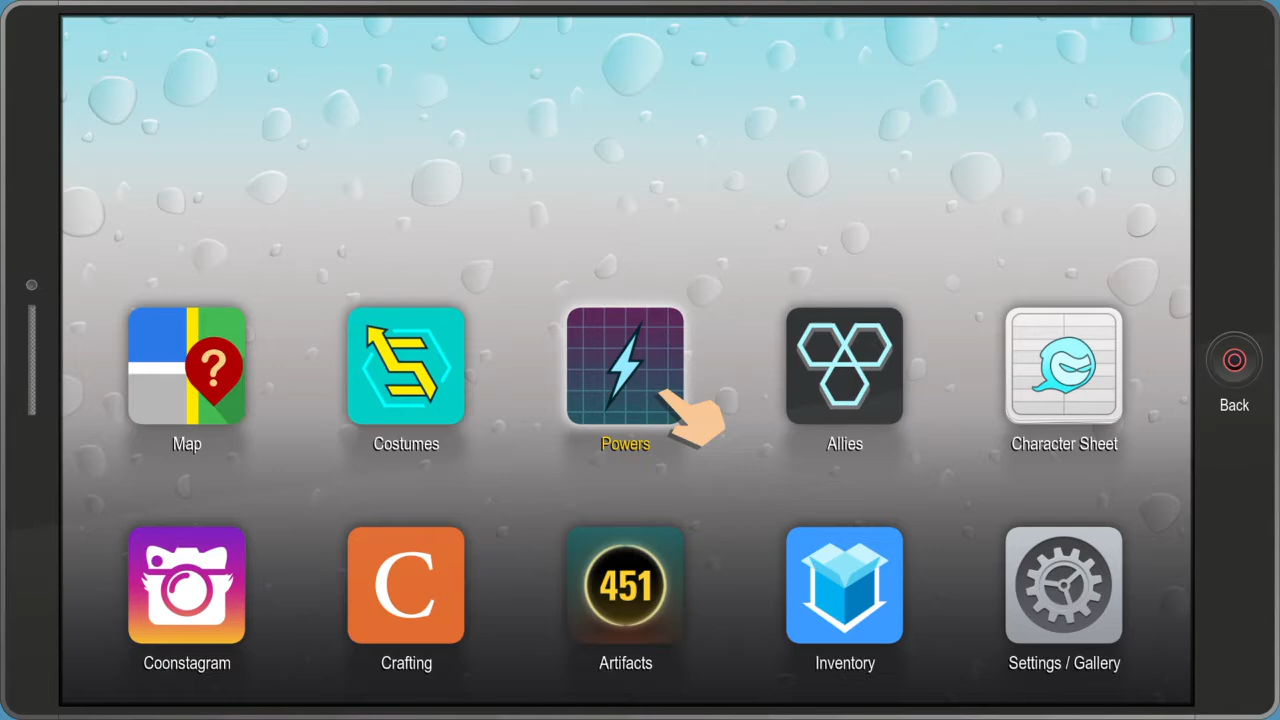 ?
Map
Costumes
Powers
Allies
Character Sheet
Back
C
451
Coonstagram
Crafting
Artifacts
Inventory
Settings / Gallery